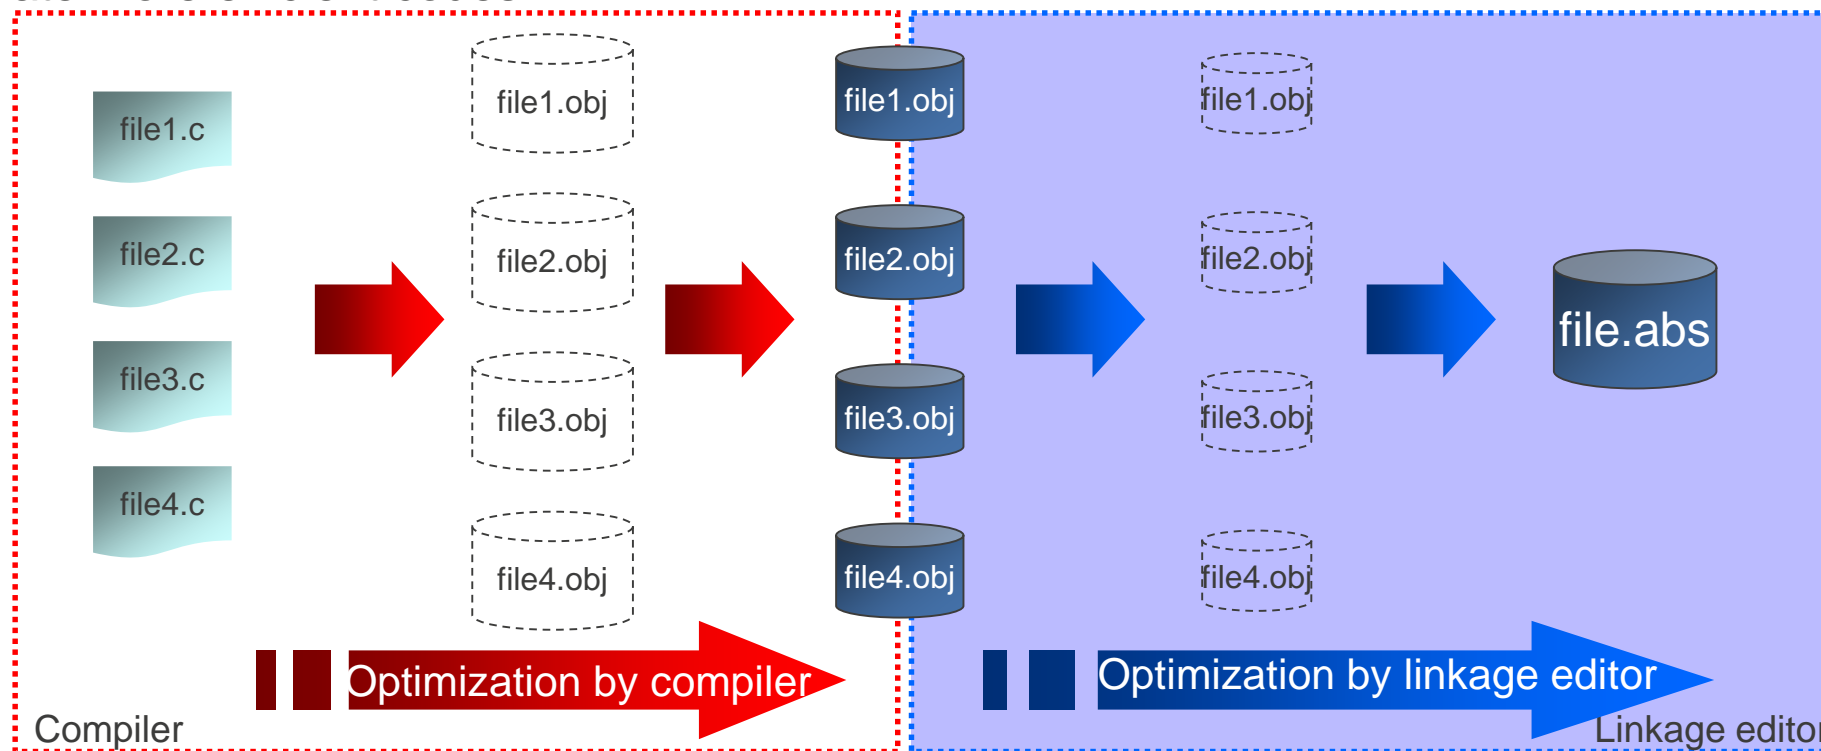 file1.c
file2.c
file3.c
file4.c
file1.obj
file2.obj
file3.obj
file4.obj
file1.obj
file2.obj
file3.obj
file4.obj
file1.obj
file2.obj
file3.obj
file4.obj
file.abs
Optimization by compiler
Optimization by linkage editor
Compiler
Linkage editor